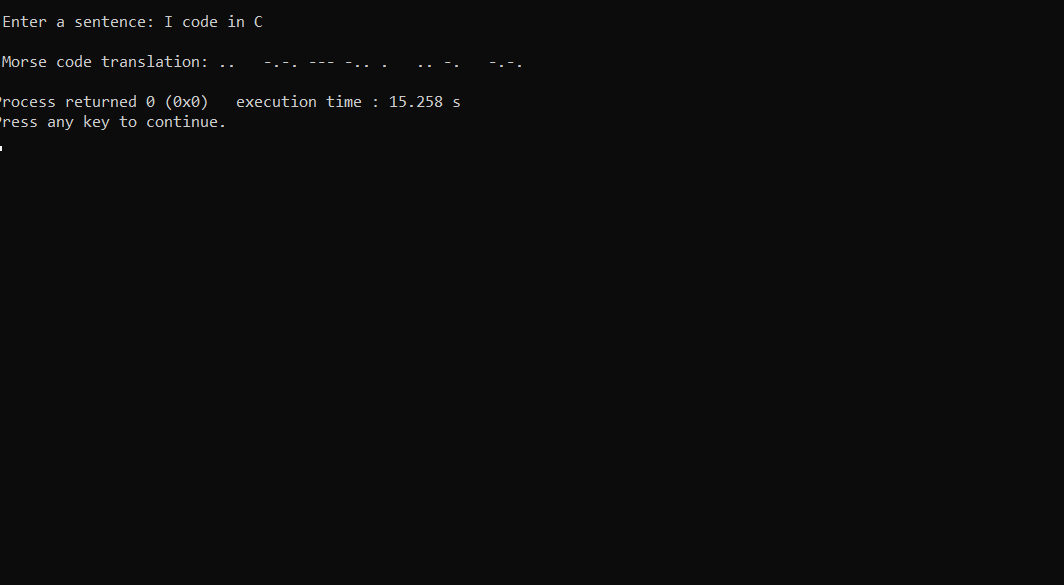 Enter a sentence: I code in C
Morse code translation: ..   -.-. --- -.. .   .. -.   -.-.
Process returned 0 (0x0)   execution time : 15.258 s
Press any key to continue.